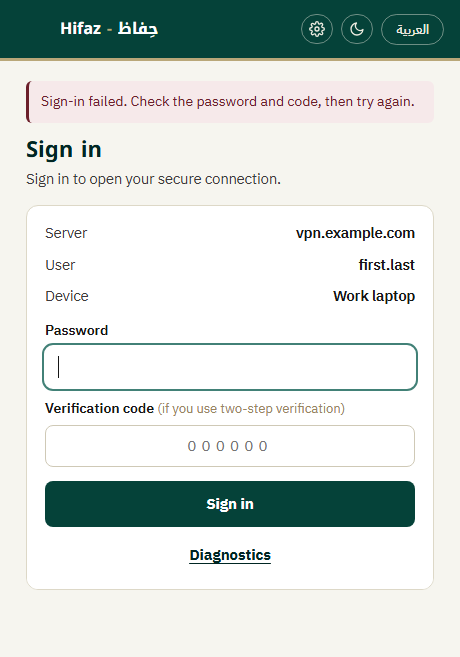 Hifaz - حِفاظ
العربية
Sign-in failed. Check the password and code, then try again.
Sign in
Sign in to open your secure connection.
Server vpn.example.com
User first.last
Device Work laptop
Password
Verification code (if you use two-step verification)
000000
Sign in
Diagnostics